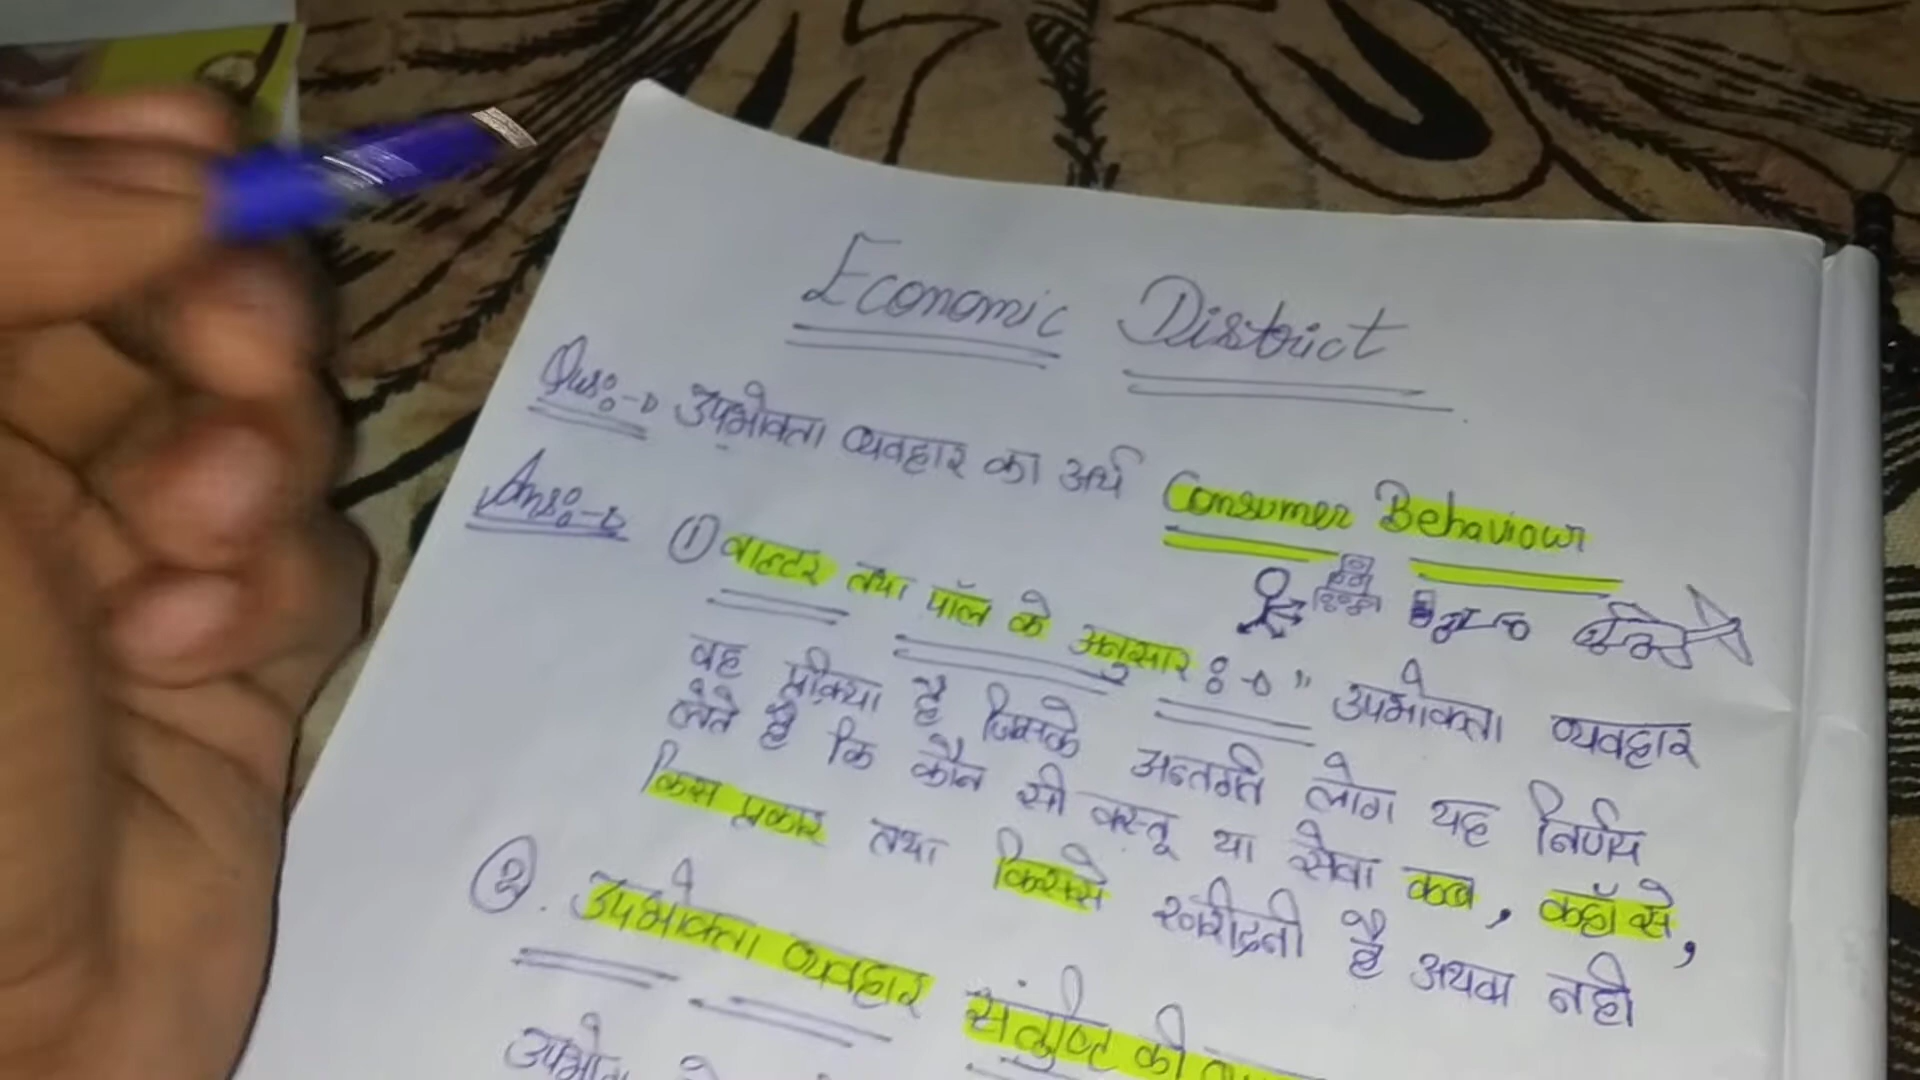 Economic District
Ques:- उपभोक्ता व्यवहार का अर्थ Consumer Behaviour
Ans:- ① वाल्टर तथा पॉल के अनुसार :- " उपभोक्ता व्यवहार
वह प्रक्रिया है जिसके अन्तर्गत लोग यह निर्णय
लेते है कि कौन सी वस्तू या सेवा कब, कहाँ से,
किस प्रकार तथा किससे खरीदनी है अथवा नही
②. उपभोक्ता व्यवहार संतुष्टि की